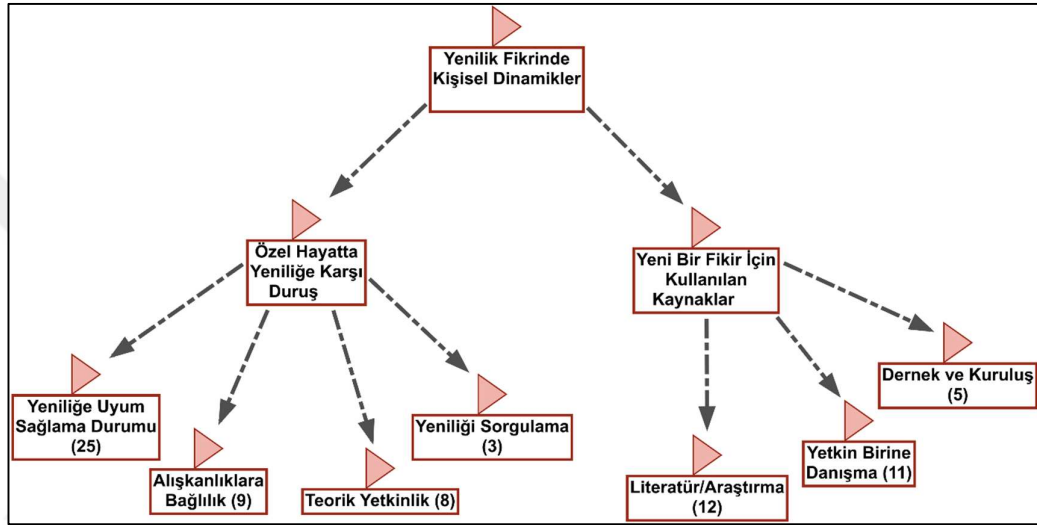 Yenilik Fikrinde
Kişisel Dinamikler
Özel Hayatta
Yeniliğe Karşı
Duruş
Yeni Bir Fikir İçin
Kullanılan
Kaynaklar
Yeniliğe Uyum
Sağlama Durumu
(25)
Alışkanlıklara
Bağlılık (9)
Teorik Yetkinlik (8)
Yeniliği Sorgulama
(3)
Literatür/Araştırma
(12)
Yetkin Birine
Danışma (11)
Dernek ve Kuruluş
(5)